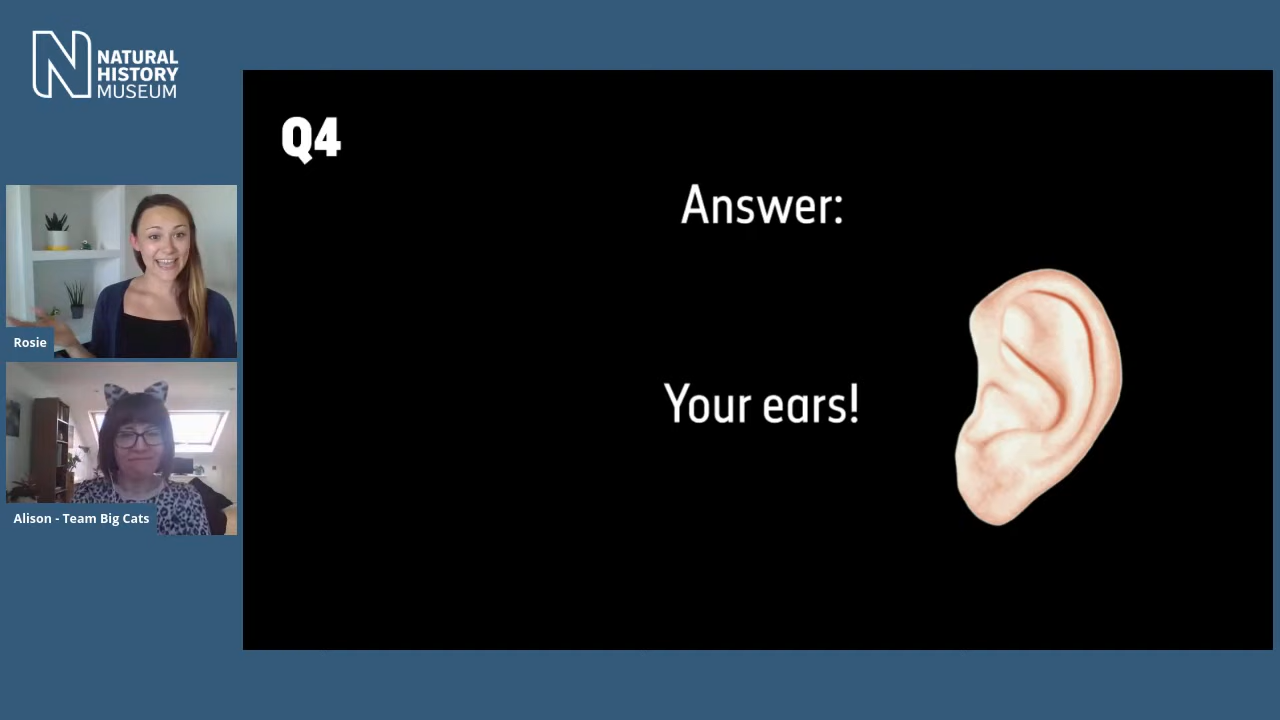 NATURAL
HISTORY
MUSEUM
Q4
Answer:
Your ears!
Rosie
Alison - Team Big Cats